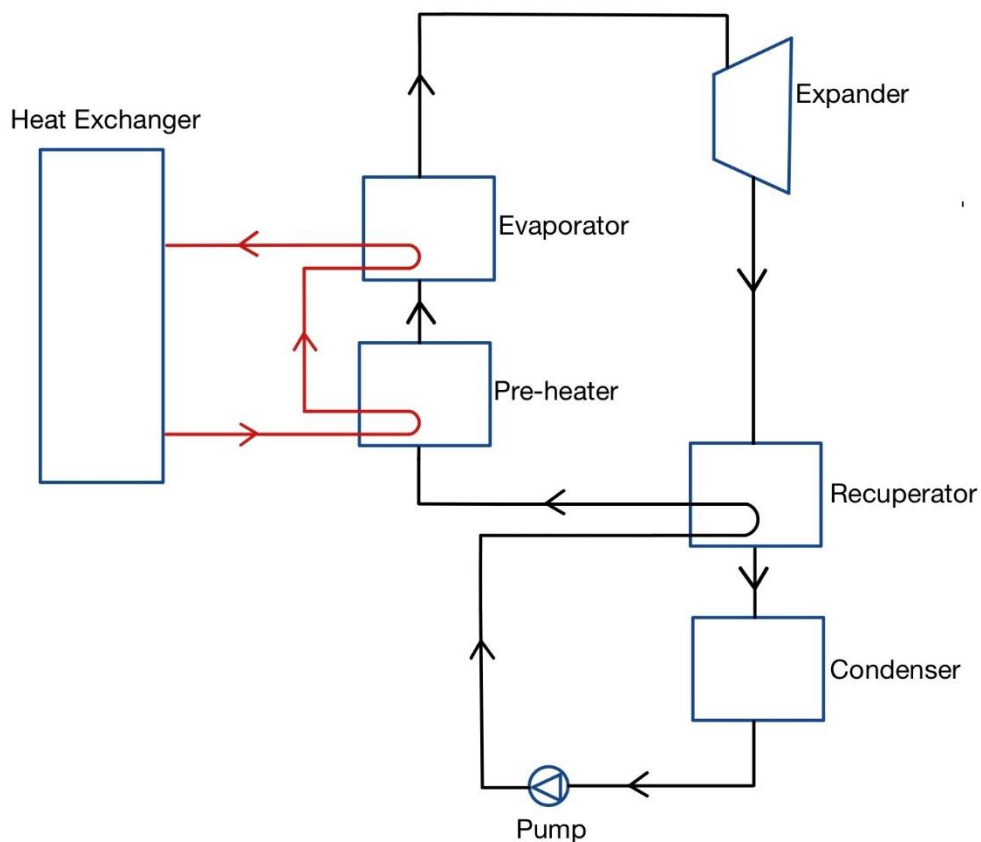 Heat Exchanger
Expander
Evaporator
Pre-heater
Recuperator
Condenser
Pump